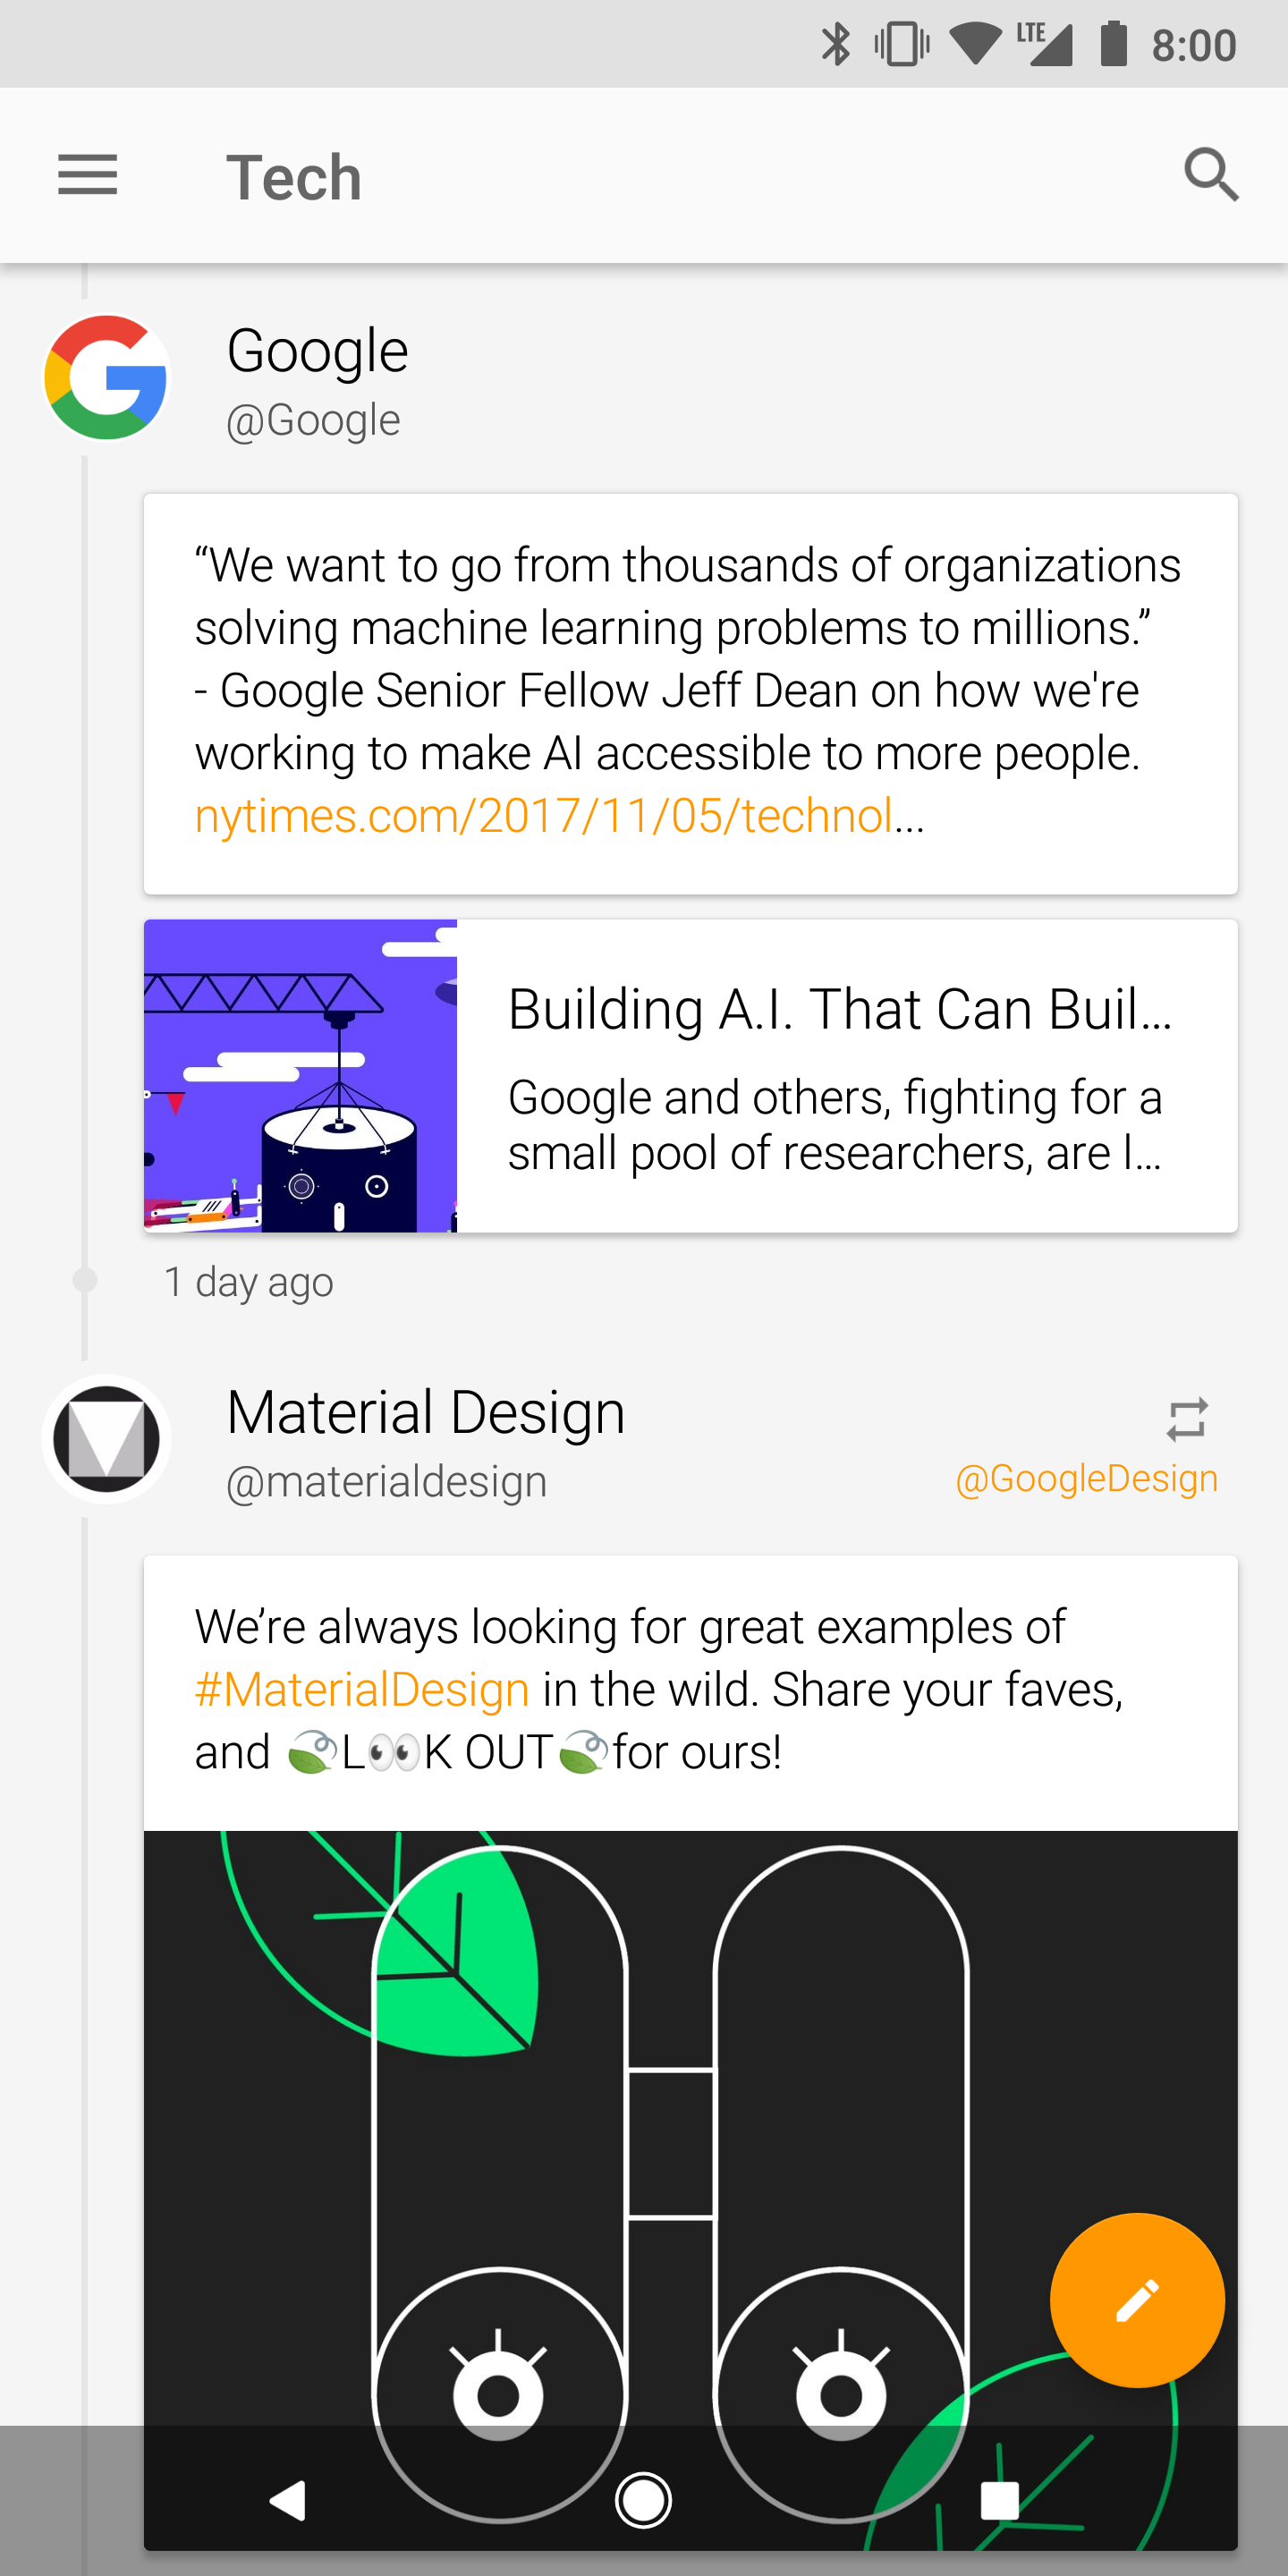 LTE 8:00
Tech
Google
@Google
“We want to go from thousands of organizations
solving machine learning problems to millions.”
- Google Senior Fellow Jeff Dean on how we're
working to make AI accessible to more people.
nytimes.com/2017/11/05/technol...
Building A.I. That Can Buil...
Google and others, fighting for a
small pool of researchers, are l...
1 day ago
Material Design
@materialdesign
@GoogleDesign
We’re always looking for great examples of
#MaterialDesign in the wild. Share your faves,
and 🍃L👀K OUT🍃for ours!